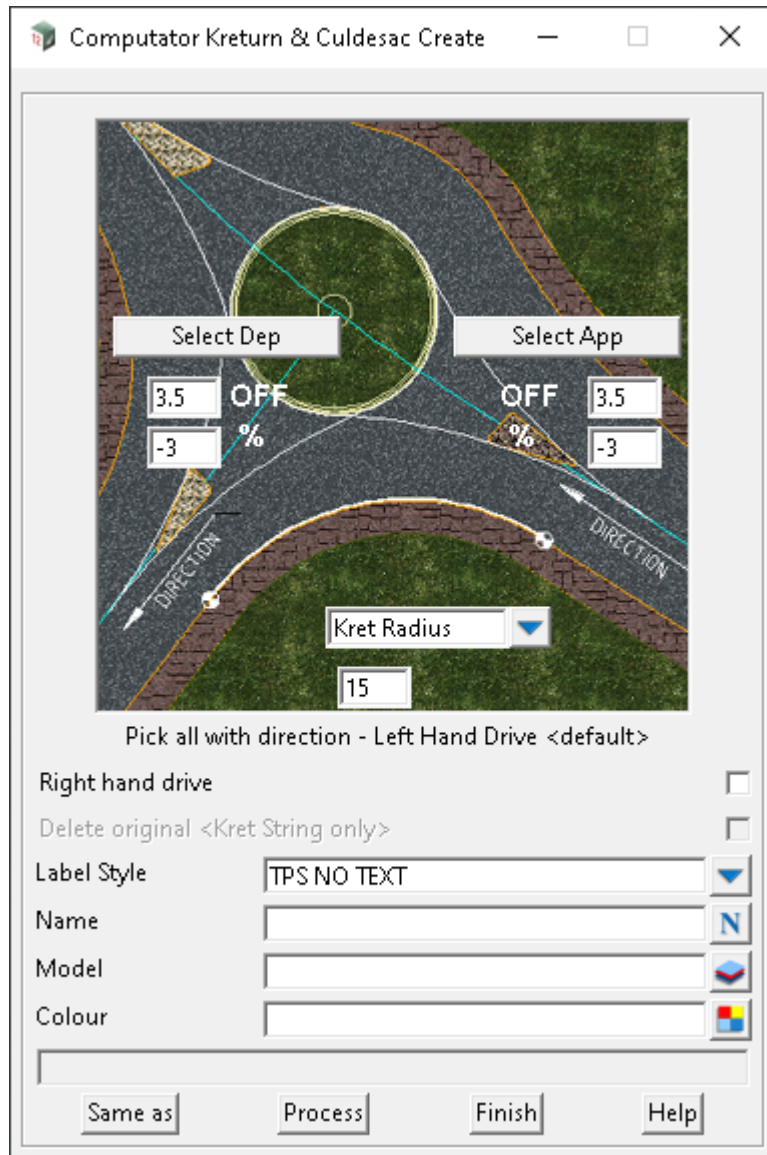 Computator Kreturn & Culdesac Create
Select Dep
Select App
3.5 OFF
OFF 3.5
-3 %
% -3
DIRECTION
DIRECTION
Kret Radius
15
Pick all with direction - Left Hand Drive <default>
Right hand drive
Delete original <Kret String only>
Label Style TPS NO TEXT
Name N
Model
Colour
Same as Process Finish Help